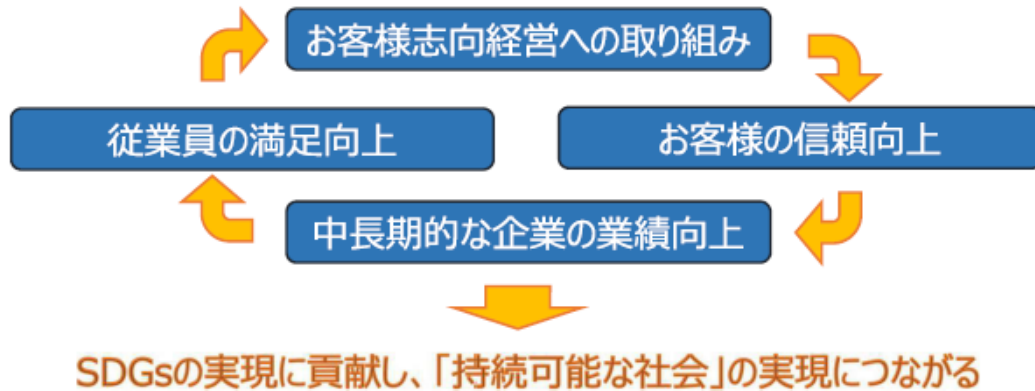 お客様志向経営への取り組み
従業員の満足向上
お客様の信頼向上
中長期的な企業の業績向上
SDGsの実現に貢献し、「持続可能な社会」の実現につながる